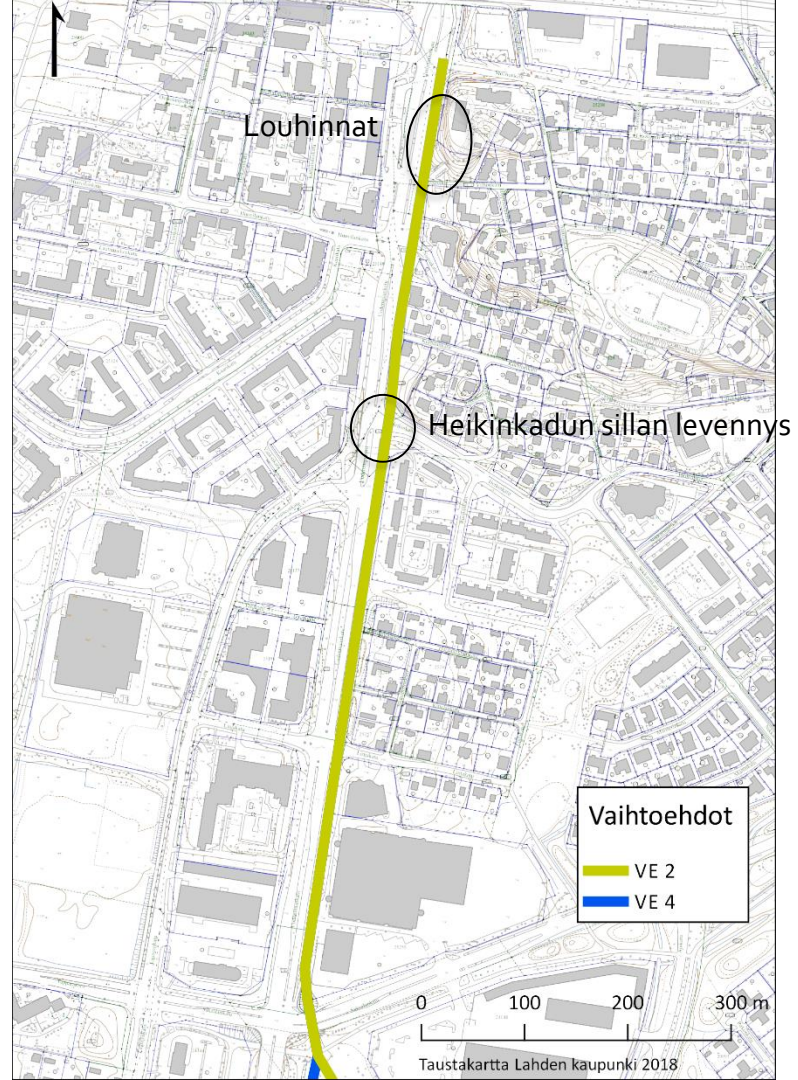 Louhinnat
Heikinkadun sillan levennys
Vaihtoehdot
VE 2
VE 4
0 100 200 300 m
Taustakartta Lahden kaupunki 2018